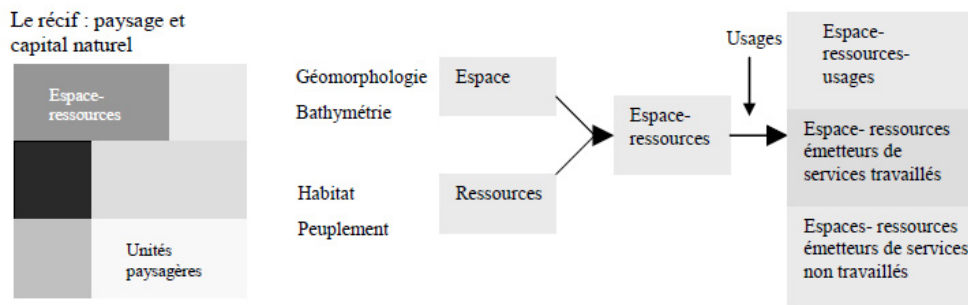 Le récif : paysage et
capital naturel
Espace-
ressources
Unités
paysagères
Géomorphologie
Bathymétrie
Habitat
Peuplement
Espace
Ressources
Espace-
ressources
Usages
Espace-
ressources-
usages
Espace- ressources
émetteurs de
services travaillés
Espaces- ressources
émetteurs de services
non travaillés